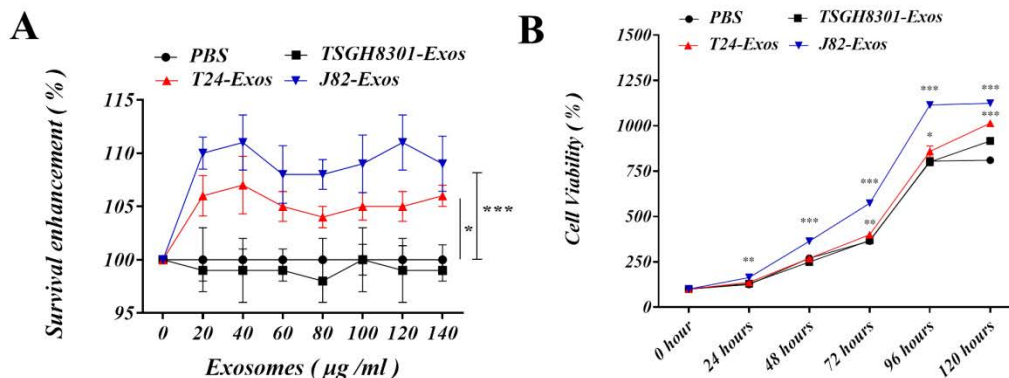 A
PBS
TSGH8301-Exos
T24-Exos
J82-Exos
Survival enhancement ( % )
115
110
105
100
95
*
***
0 20 40 60 80 100 120 140
Exosomes ( µg /ml )
B
PBS
TSGH8301-Exos
T24-Exos
J82-Exos
Cell Viability ( % )
1500
1250
1000
750
500
250
0
**
***
***
**
***
*
***
***
0 hour
24 hours
48 hours
72 hours
96 hours
120 hours